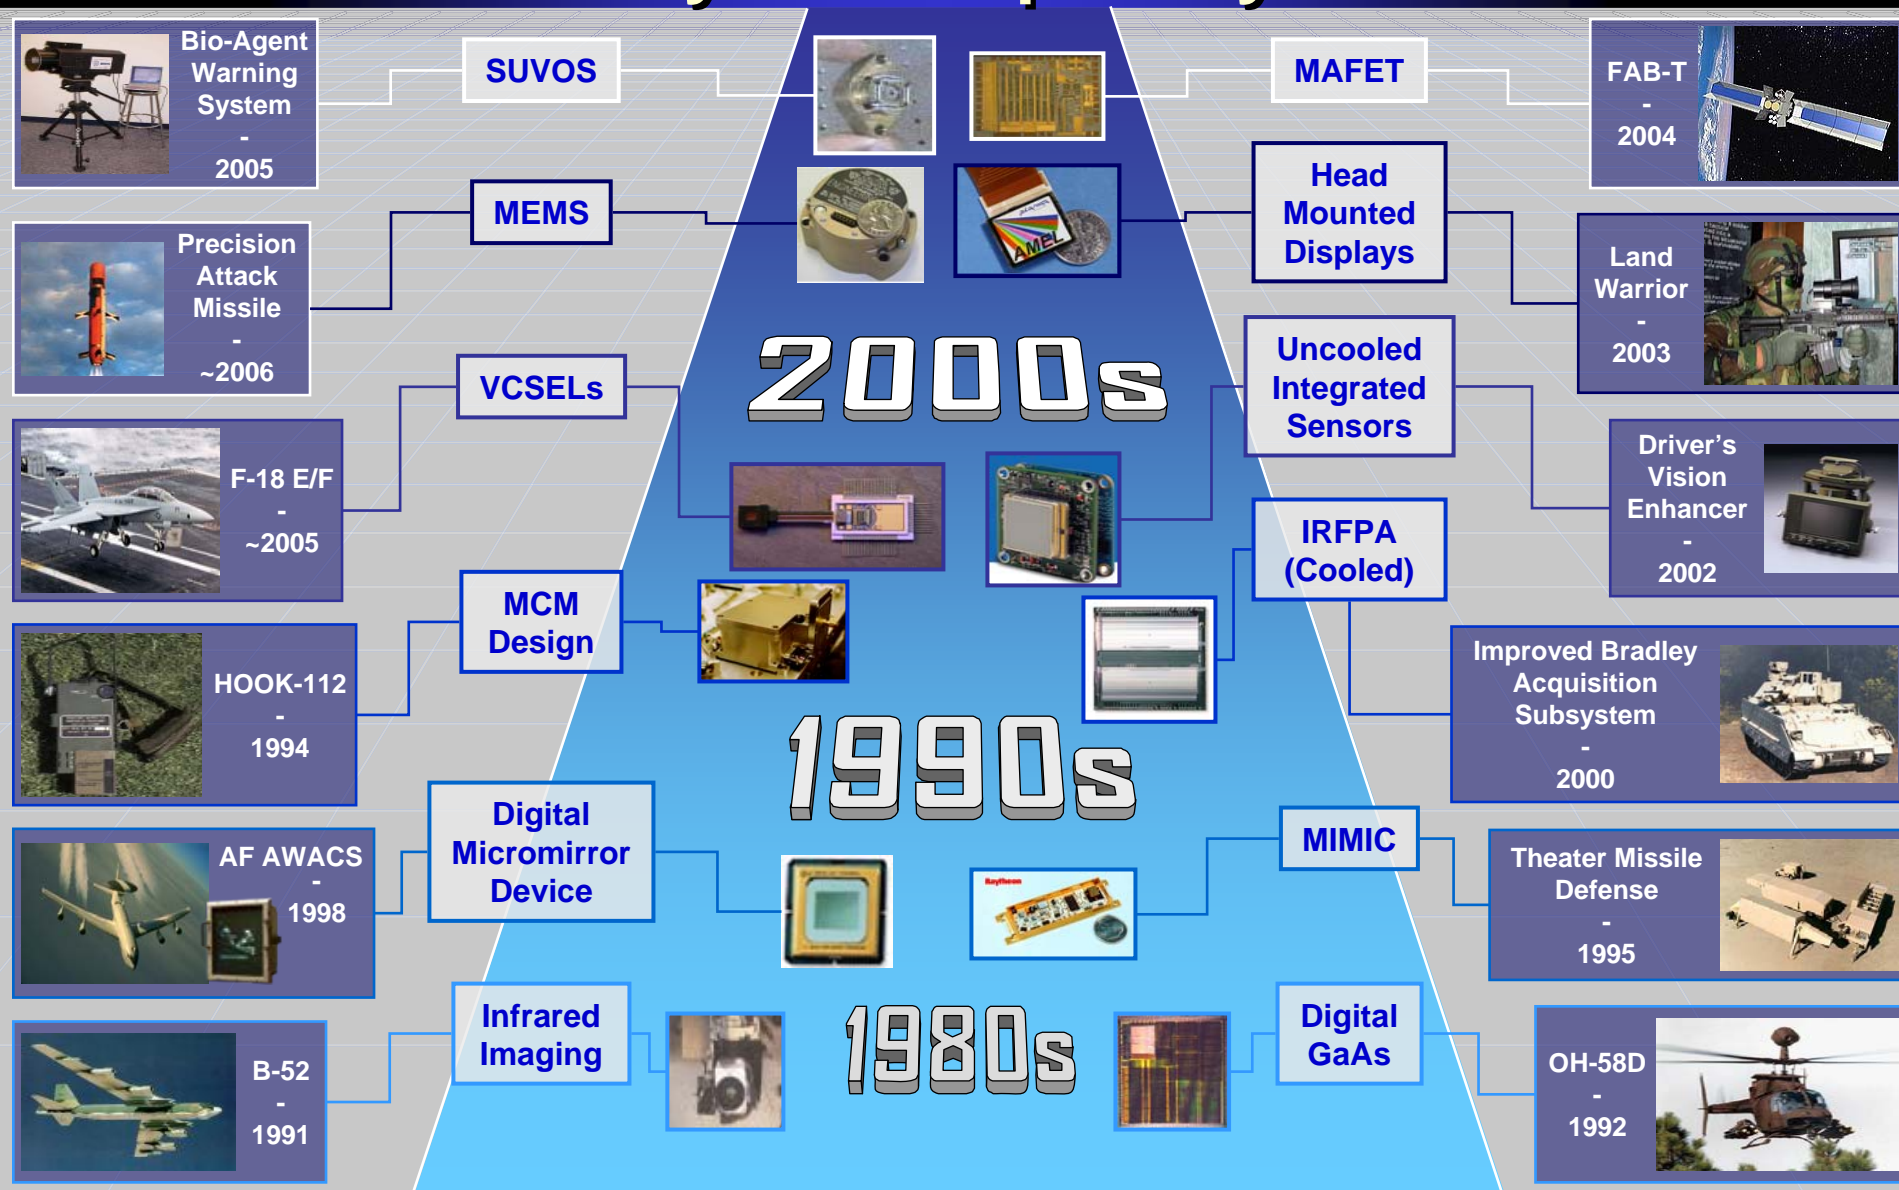 Bio-Agent
Warning
System
-
2005
SUVOS
MAFET
FAB-T
-
2004
Precision
Attack
Missile
-
~2006
MEMS
AMEL
Head
Mounted
Displays
Land
Warrior
-
2003
2000s
F-18 E/F
-
~2005
VCSELs
Uncooled
Integrated
Sensors
Driver’s
Vision
Enhancer
-
2002
HOOK-112
-
1994
MCM
Design
IRFPA
(Cooled)
Improved Bradley
Acquisition
Subsystem
-
2000
1990s
AF AWACS
-
1998
Digital
Micromirror
Device
Raytheon
MIMIC
Theater Missile
Defense
-
1995
1980s
B-52
-
1991
Infrared
Imaging
Digital
GaAs
OH-58D
-
1992